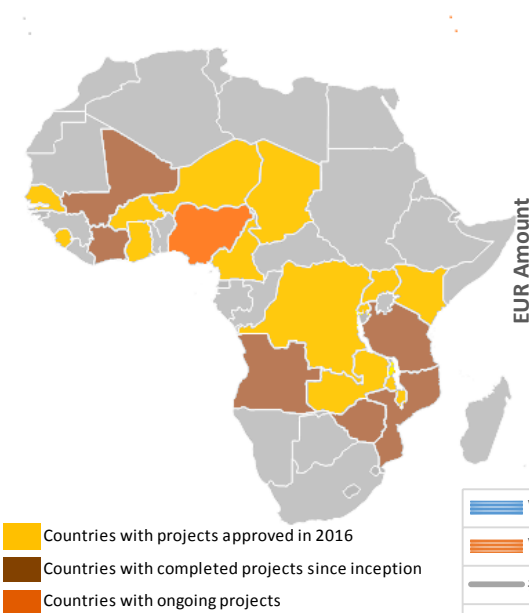 EUR Amount
Countries with projects approved in 2016
Countries with completed projects since inception
Countries with ongoing projects